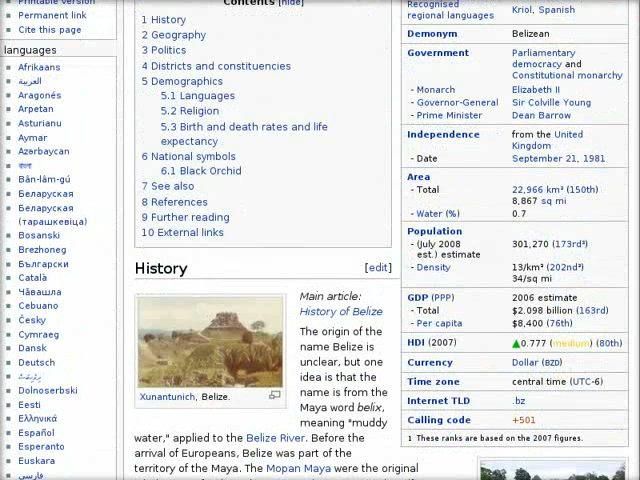 Printable version
Permanent link
Cite this page
languages
Afrikaans
العربية
Aragonés
Arpetan
Asturianu
Aymar
Azərbaycan
বাংলা
Bân-lâm-gú
Беларуская
Беларуская
(тарашкевіца)
Bosanski
Brezhoneg
Български
Català
Чӑвашла
Cebuano
Česky
Cymraeg
Dansk
Deutsch
Dolnoserbski
Eesti
Ελληνικά
Español
Esperanto
Euskara
فارسی
Contents [hide]
1 History
2 Geography
3 Politics
4 Districts and constituencies
5 Demographics
5.1 Languages
5.2 Religion
5.3 Birth and death rates and life
expectancy
6 National symbols
6.1 Black Orchid
7 See also
8 References
9 Further reading
10 External links
History [edit]
Xunantunich, Belize.
Main article:
History of Belize
The origin of the
name Belize is
unclear, but one
idea is that the
name is from the
Maya word belix,
meaning "muddy
water," applied to the Belize River. Before the
arrival of Europeans, Belize was part of the
territory of the Maya. The Mopan Maya were the original
Recognised Kriol, Spanish
regional languages
Demonym Belizean
Government Parliamentary
democracy and
Constitutional monarchy
- Monarch Elizabeth II
- Governor-General Sir Colville Young
- Prime Minister Dean Barrow
Independence from the United
Kingdom
- Date September 21, 1981
Area
- Total 22,966 km² (150th)
8,867 sq mi
- Water (%) 0.7
Population
- (July 2008 301,270 (173rd¹)
est.) estimate
- Density 13/km² (202nd¹)
34/sq mi
GDP (PPP) 2006 estimate
- Total $2.098 billion (163rd)
- Per capita $8,400 (76th)
HDI (2007) ▲0.777 (medium) (80th)
Currency Dollar (BZD)
Time zone central time (UTC-6)
Internet TLD .bz
Calling code +501
1 These ranks are based on the 2007 figures.